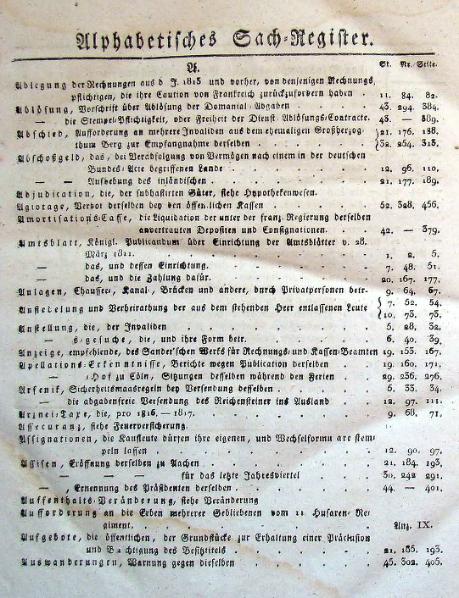 Alphabetisches Sach-Register.
A. St. Nr. Seite.
Ablegung der Rechnungen aus d. J. 1813 und vorher, von denjenigen Rechnungs,
pflichtigen, die ihre Caution von Frankreich zurückzufordern haben . 11. 84. 82.
Ablösung, Vorschrift über Ablösung der Domanial Abgaben . . 43. 294. 384.
— die Stempel-Pflichtigkeit, oder Freiheit der Dienst Ablösungs-Contracte. 48. — 389.
Abschied, Aufforderung an mehrere Invaliden aus dem ehemaligen Großherzog 21. 176. 188.
thum Berg zur Empfangnahme derselben . . . 32. 264. 315.
Abschoßgeld, das, bei Verabfolgung von Vermögen nach einem in der deutschen
Bundes-Acte begriffenen Lande . . . . 12. 96. 110.
— — Aufhebung des inländischen . . . . 21. 177. 189.
Adjudication, die, der subhastirten Güter, siehe Hypothekenwesen.
Agiotage, Verbot derselben bey den öffentlichen Kassen . . . 52. 328. 456.
Amortisations-Casse, die Liquidation der unter der franz. Regierung derselben
anvertrauten Depositen und Consignationen. . . 42. — 379.
Amtsblatt, Königl. Publicandum über Einrichtung der Amtsblätter v. 28.
März 1811. . . . . . 1. 2. 5.
— das, und dessen Einrichtung. . . . . 7. 48. 51.
— das, und die Zahlung dafür. . . . . 20. 167. 177.
Anlagen, Chaussee-, Kanal-, Brücken und andere, durch Privatpersonen betr. 9. 64. 67.
Ansiedelung und Verheirathung der aus dem stehenden Heer entlassenen Leute 7. 52. 54.
10. 73. 73.
Anstellung, die, der Invaliden . . . . . 5. 28. 32.
— s-gesuche, die, und ihre Form betr. . . . 6. 40. 39.
Anzeige, empfehlende, des Sander'schen Werks für Rechnungs- und Kassen-Beamten 19. 155. 167.
Apellations-Erkenntnisse, Berichte wegen Publication derselben . 19. 160. 171.
— Hof zu Cöln, Sitzungen desselben während den Ferien . 29. 236. 276.
Arsenik, Sicherheitsmaaßregeln bey Versendung desselben . . . 6. 35. 34.
— die abgabenfreie Versendung des Reichensteiner ins Ausland . 12. 97. 111.
Arznei-Taxe, die, pro 1816. — 1817. . . . . 9. 68. 71.
Assecuranz, siehe Feuerversicherung.
Assignationen, die Kaufleute dürfen ihre eigenen, und Wechselformu are stem
peln lassen . . . . . . 12. 90. 97.
Assisen, Eröffnung derselben zu Aachen . . . . 21. 184. 193.
— — für das letzte Jahresviertel . . 30. 242. 291.
— Ernennung des Präsidenten derselben . . . . 44. — 401.
Auffenthalts-Veränderung, siehe Veränderung
Aufforderung an die Erben mehrerer Gebliebenen vom 11 Husaren-Re
giment. . . . . . . Anz. IX.
Aufgebote, die öffentlichen, der Grundstücke zur Erhaltung einer Präclusion
und Berichtigung des Besitztitels . . . . 21. 185. 193.
Auswanderungen, Warnung gegen dieselben . . . . 45. 302. 405.